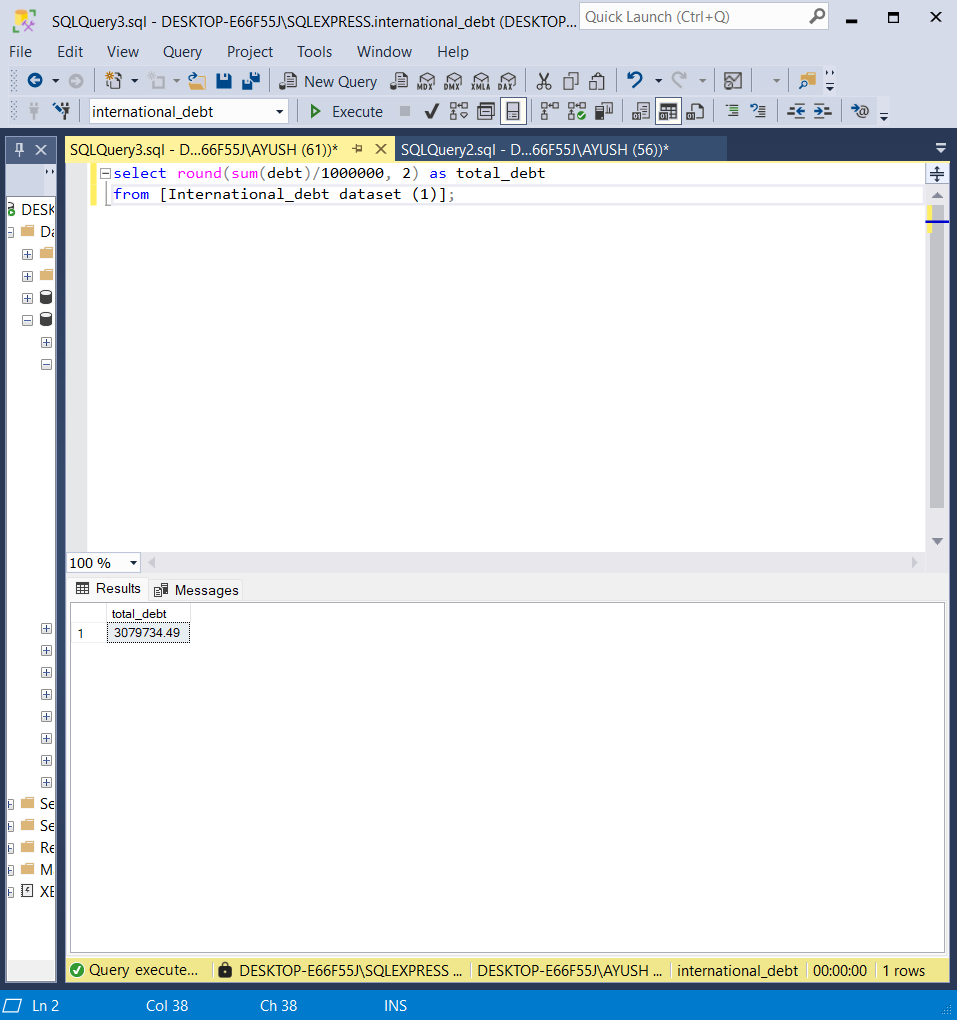 SQLQuery3.sql - DESKTOP-E66F55J\SQLEXPRESS.international_debt (DESKTOP...
Quick Launch (Ctrl+Q)
File Edit View Query Project Tools Window Help
New Query MDX DMX XMLA DAX
international_debt Execute
SQLQuery3.sql - D...66F55J\AYUSH (61))* SQLQuery2.sql - D...66F55J\AYUSH (56))*
select round(sum(debt)/1000000, 2) as total_debt
from [International_debt dataset (1)];
DESK
Da
Se
Se
Re
M
XE
100 %
Results Messages
total_debt
1 3079734.49
Query execute... DESKTOP-E66F55J\SQLEXPRESS ... DESKTOP-E66F55J\AYUSH ... international_debt 00:00:00 1 rows
Ln 2 Col 38 Ch 38 INS